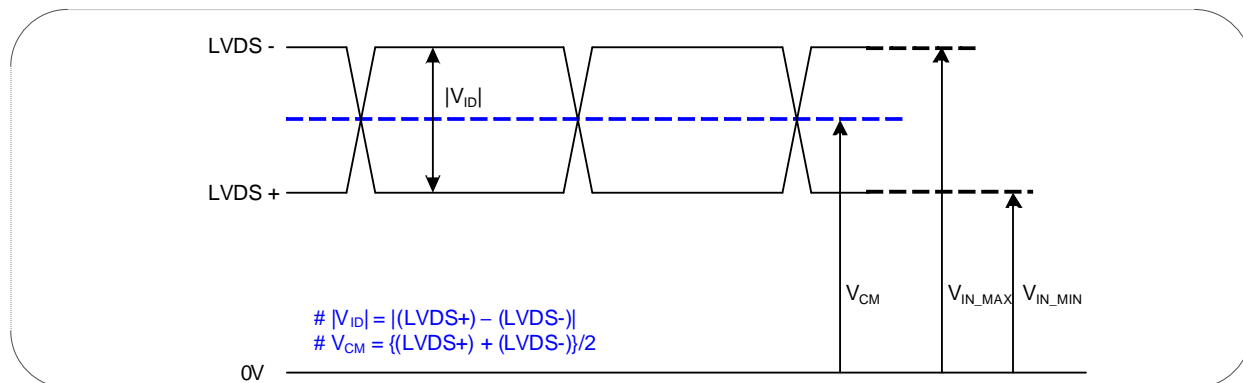 LVDS -
|VID|
LVDS +
VCM
VIN_MAX
VIN_MIN
# |VID| = |(LVDS+) – (LVDS-)|
# VCM = {(LVDS+) + (LVDS-)}/2
0V